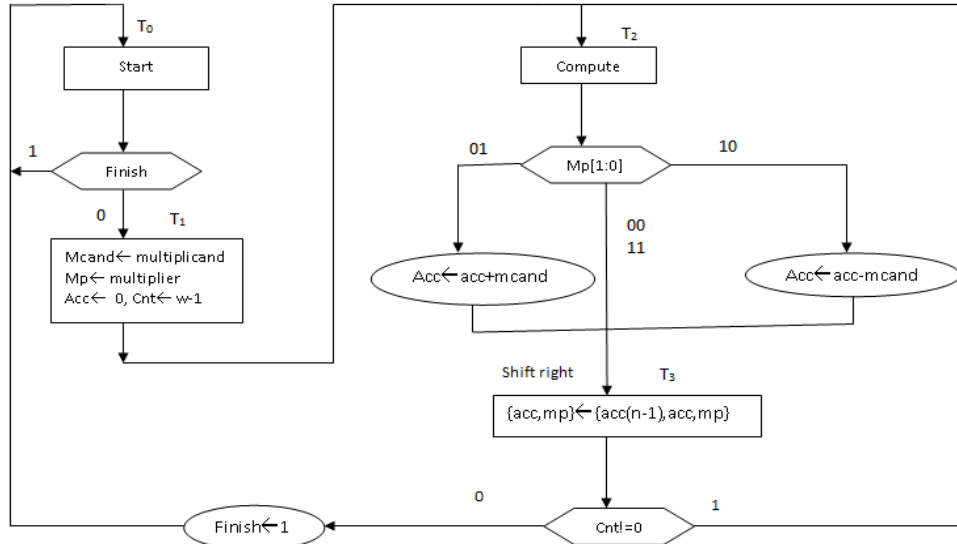 T0
Start
1
Finish
0
T1
Mcand← multiplicand
Mp← multiplier
Acc← 0, Cnt← w-1
T2
Compute
01
Mp[1:0]
10
00
11
Acc← acc+mcand
Acc← acc-mcand
Shift right
T3
{acc,mp}← {acc(n-1),acc,mp}
0
Cnt!=0
1
Finish← 1